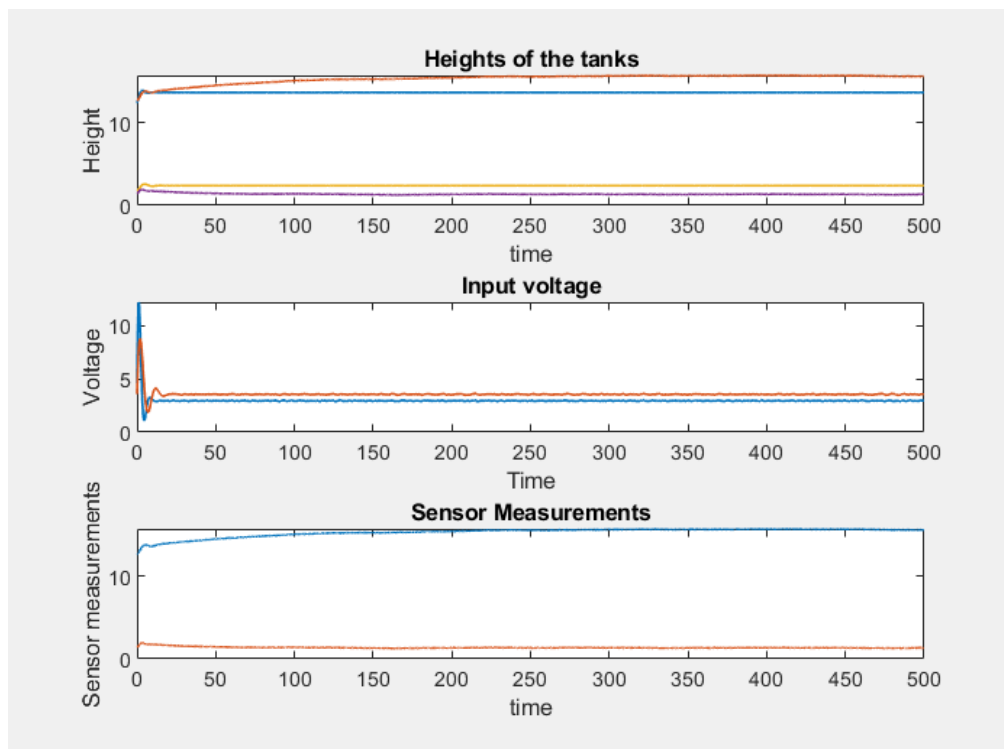 Heights of the tanks
Height
10
0
0 50 100 150 200 250 300 350 400 450 500
time
Input voltage
Voltage
10
5
0
0 50 100 150 200 250 300 350 400 450 500
Time
Sensor Measurements
Sensor measurements
10
0
0 50 100 150 200 250 300 350 400 450 500
time